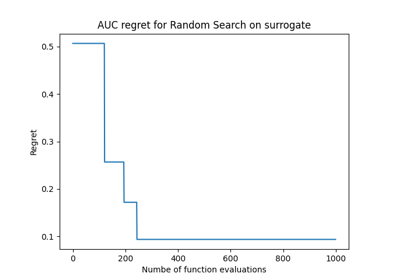 AUC regret for Random Search on surrogate
0.5
0.4
0.3
0.2
0.1
Regret
0 200 400 600 800 1000
Numbe of function evaluations